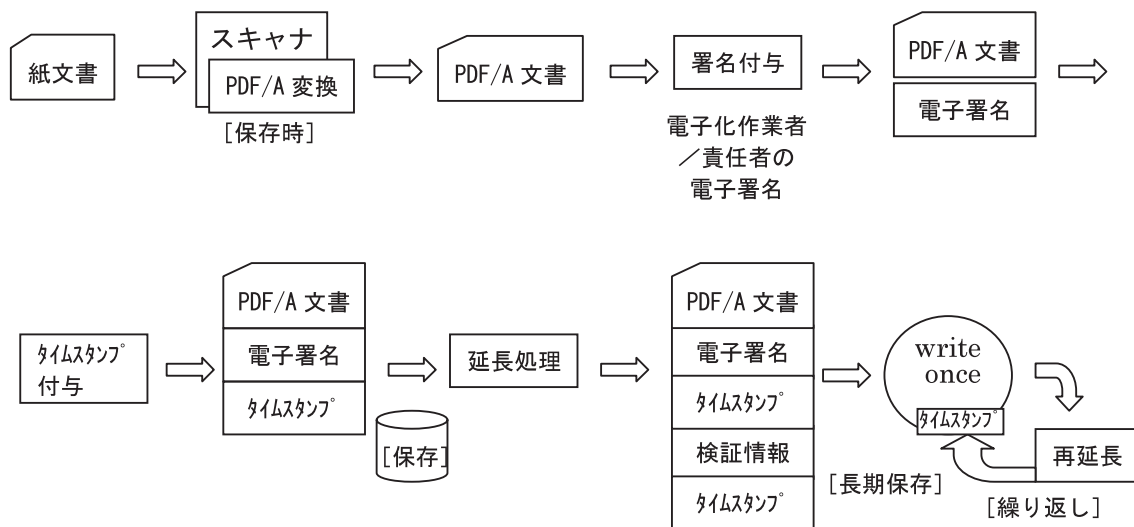 紙文書
スキャナ
PDF/A 変換
[保存時]
PDF/A 文書
署名付与
電子化作業者
／責任者の
電子署名
PDF/A 文書
電子署名
ﾀｲﾑｽﾀﾝﾌﾟ
付与
PDF/A 文書
電子署名
ﾀｲﾑｽﾀﾝﾌﾟ
[保存]
延長処理
PDF/A 文書
電子署名
ﾀｲﾑｽﾀﾝﾌﾟ
検証情報
ﾀｲﾑｽﾀﾝﾌﾟ
[長期保存]
write
once
ﾀｲﾑｽﾀﾝﾌﾟ
再延長
[繰り返し]